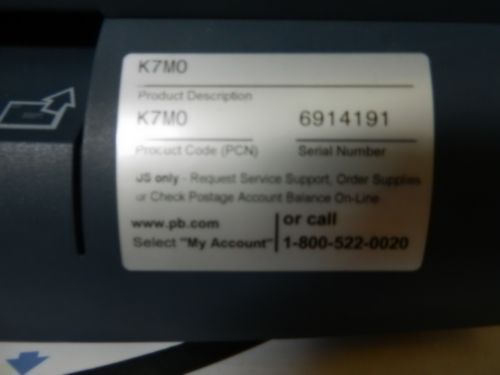 K7M0
Product Description
K7M0 6914191
Product Code (PCN) Serial Number
US only - Request Service Support, Order Supplies
or Check Postage Account Balance On-Line
www.pb.com
Select "My Account"
or call
1-800-522-0020